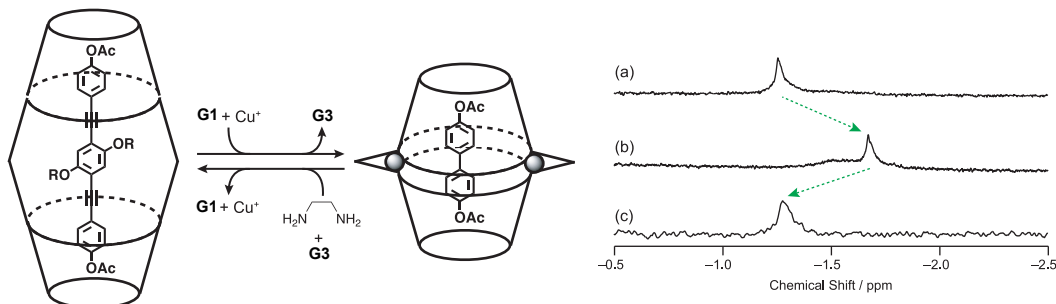 OAc
OR
RO
OAc
G1 + Cu⁺
G3
G1 + Cu⁺
H₂N
NH₂
+
G3
OAc
OAc
(a)
(b)
(c)
–0.5 –1.0 –1.5 –2.0 –2.5
Chemical Shift / ppm